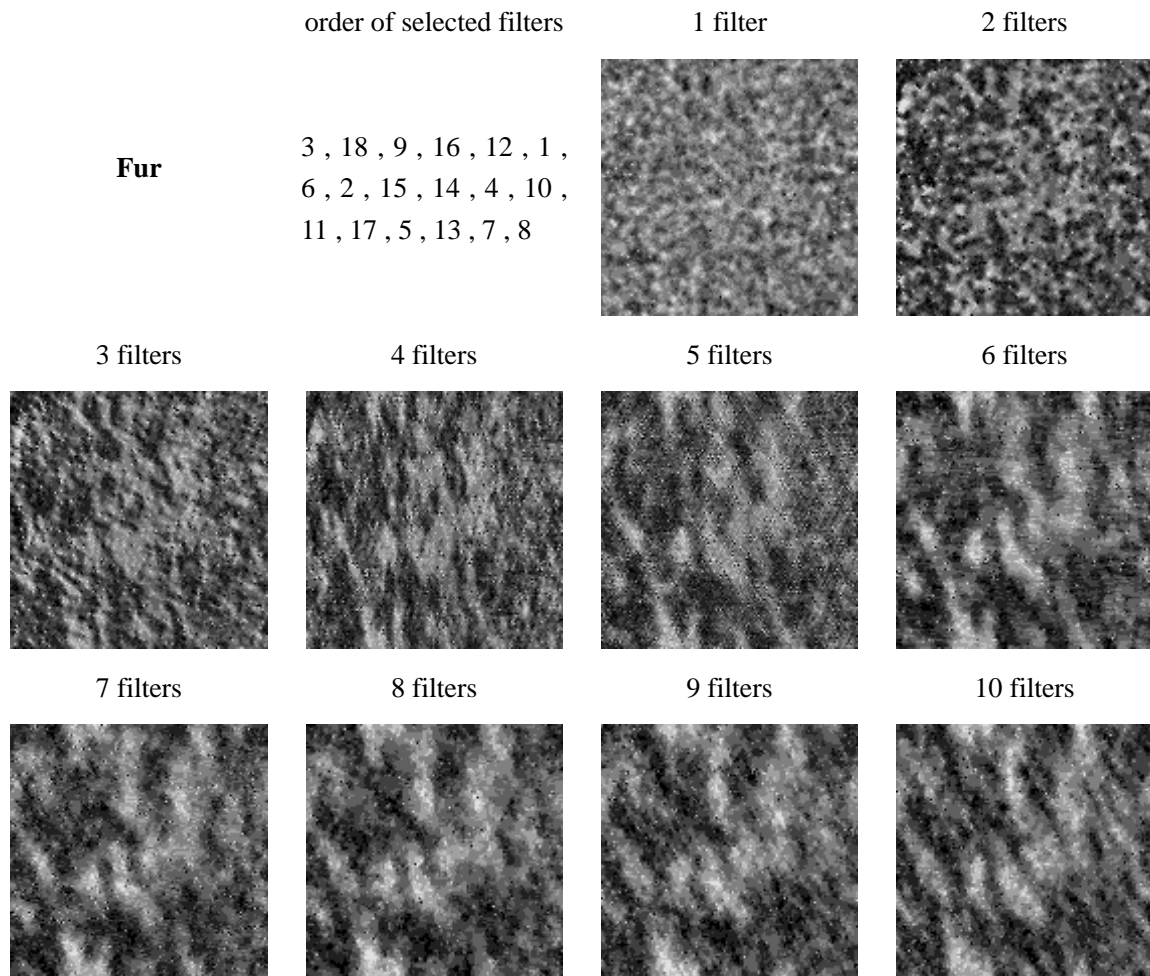 order of selected filters
1 filter
2 filters
Fur
3 , 18 , 9 , 16 , 12 , 1 ,
6 , 2 , 15 , 14 , 4 , 10 ,
11 , 17 , 5 , 13 , 7 , 8
3 filters
4 filters
5 filters
6 filters
7 filters
8 filters
9 filters
10 filters